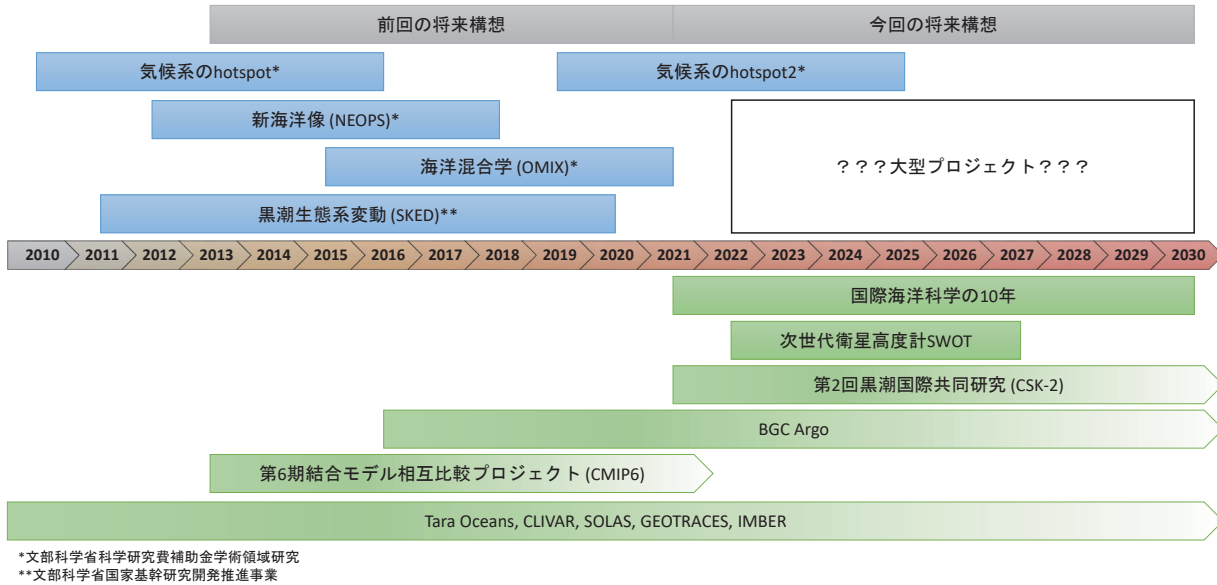 前回の将来構想
今回の将来構想
気候系のhotspot*
気候系のhotspot2*
新海洋像 (NEOPS)*
海洋混合学 (OMIX)*
？？？大型プロジェクト？？？
黒潮生態系変動 (SKED)**
2010 2011 2012 2013 2014 2015 2016 2017 2018 2019 2020 2021 2022 2023 2024 2025 2026 2027 2028 2029 2030
国際海洋科学の10年
次世代衛星高度計SWOT
第2回黒潮国際共同研究 (CSK-2)
BGC Argo
第6期結合モデル相互比較プロジェクト (CMIP6)
Tara Oceans, CLIVAR, SOLAS, GEOTRACES, IMBER
*文部科学省科学研究費補助金学術領域研究
**文部科学省国家基幹研究開発推進事業